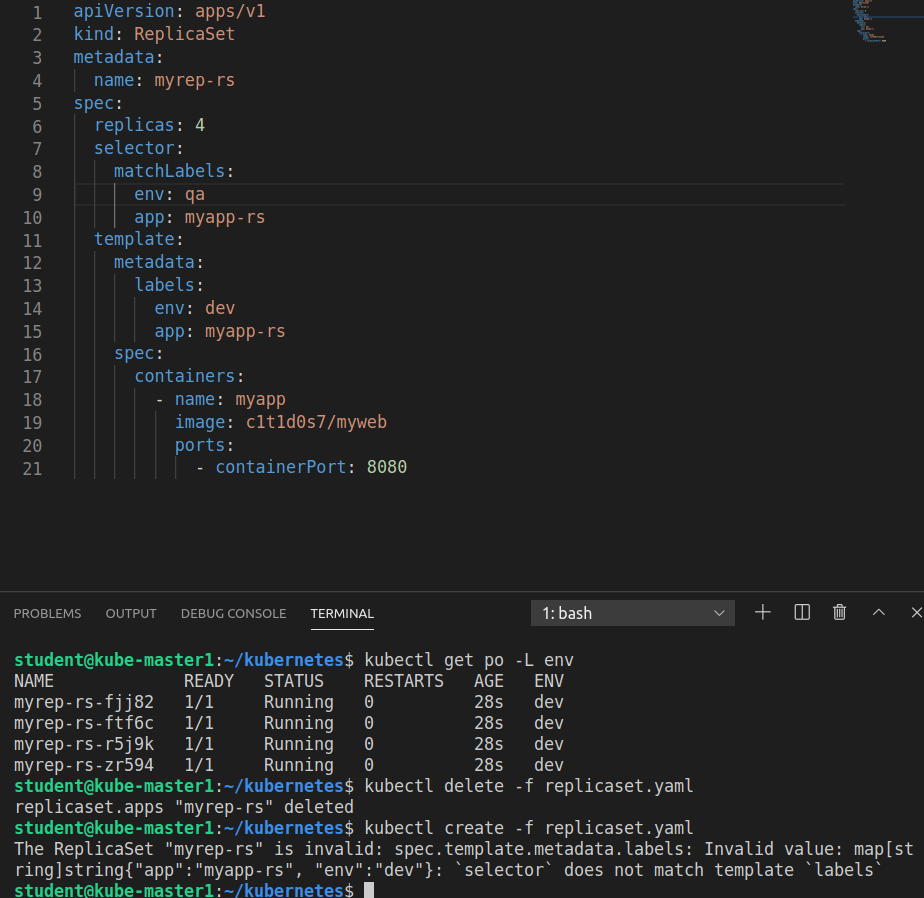 1 apiVersion: apps/v1
2 kind: ReplicaSet
3 metadata:
4   name: myrep-rs
5 spec:
6   replicas: 4
7   selector:
8     matchLabels:
9       env: qa
10       app: myapp-rs
11   template:
12     metadata:
13       labels:
14         env: dev
15         app: myapp-rs
16     spec:
17       containers:
18         - name: myapp
19           image: c1t1d0s7/myweb
20           ports:
21             - containerPort: 8080
PROBLEMS OUTPUT DEBUG CONSOLE TERMINAL 1: bash
student@kube-master1:~/kubernetes$ kubectl get po -L env
NAME             READY   STATUS    RESTARTS   AGE   ENV
myrep-rs-fjj82   1/1     Running   0          28s   dev
myrep-rs-ftf6c   1/1     Running   0          28s   dev
myrep-rs-r5j9k   1/1     Running   0          28s   dev
myrep-rs-zr594   1/1     Running   0          28s   dev
student@kube-master1:~/kubernetes$ kubectl delete -f replicaset.yaml
replicaset.apps "myrep-rs" deleted
student@kube-master1:~/kubernetes$ kubectl create -f replicaset.yaml
The ReplicaSet "myrep-rs" is invalid: spec.template.metadata.labels: Invalid value: map[st
ring]string{"app":"myapp-rs", "env":"dev"}: `selector` does not match template `labels`
student@kube-master1:~/kubernetes$